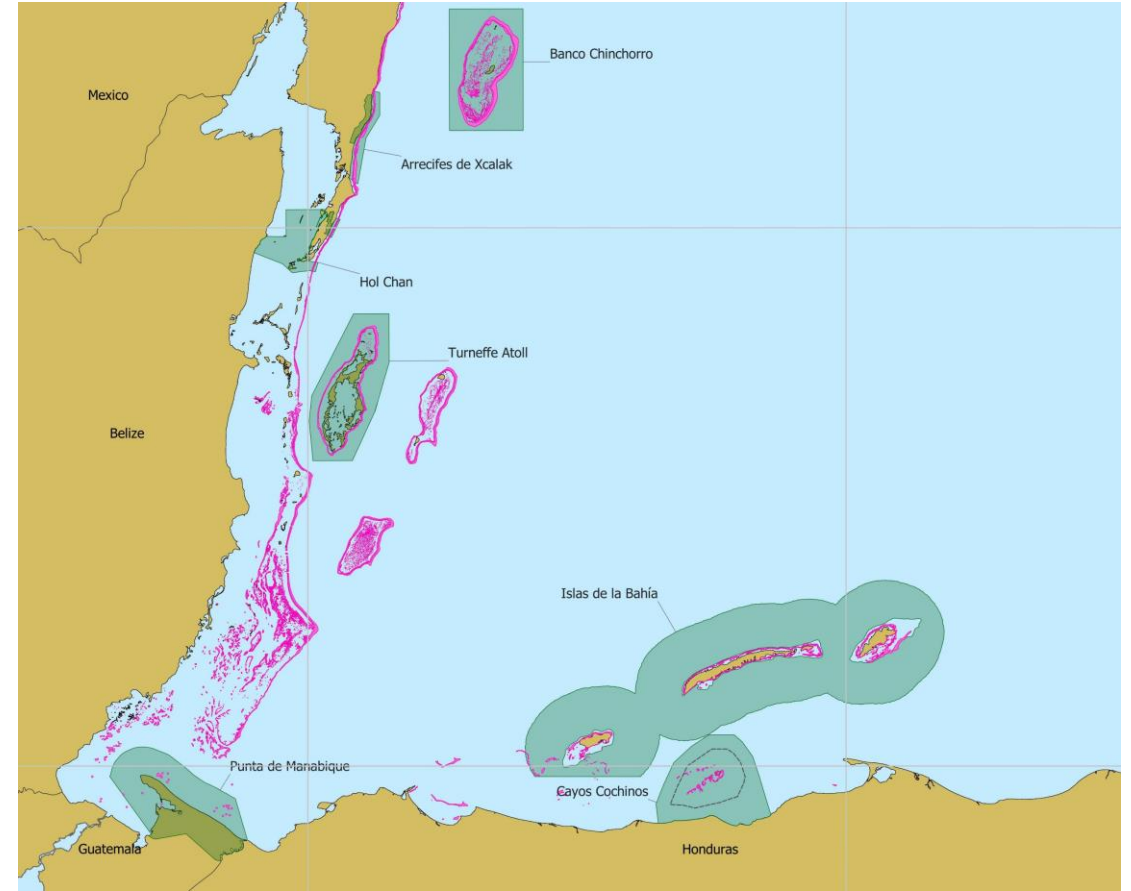 Banco Chinchorro
Mexico
Arrecifes de Xcalak
Hol Chan
Turneffe Atoll
Belize
Islas de la Bahía
Punta de Manabique
Cayos Cochinos
Guatemala
Honduras